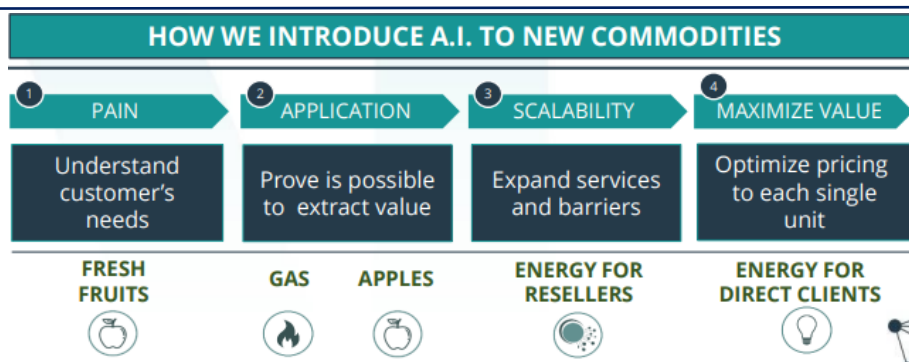 HOW WE INTRODUCE A.I. TO NEW COMMODITIES
1
PAIN
2
APPLICATION
3
SCALABILITY
4
MAXIMIZE VALUE
Understand
customer's
needs
Prove is possible
to extract value
Expand services
and barriers
Optimize pricing
to each single
unit
FRESH
FRUITS
GAS
APPLES
ENERGY FOR
RESELLERS
ENERGY FOR
DIRECT CLIENTS